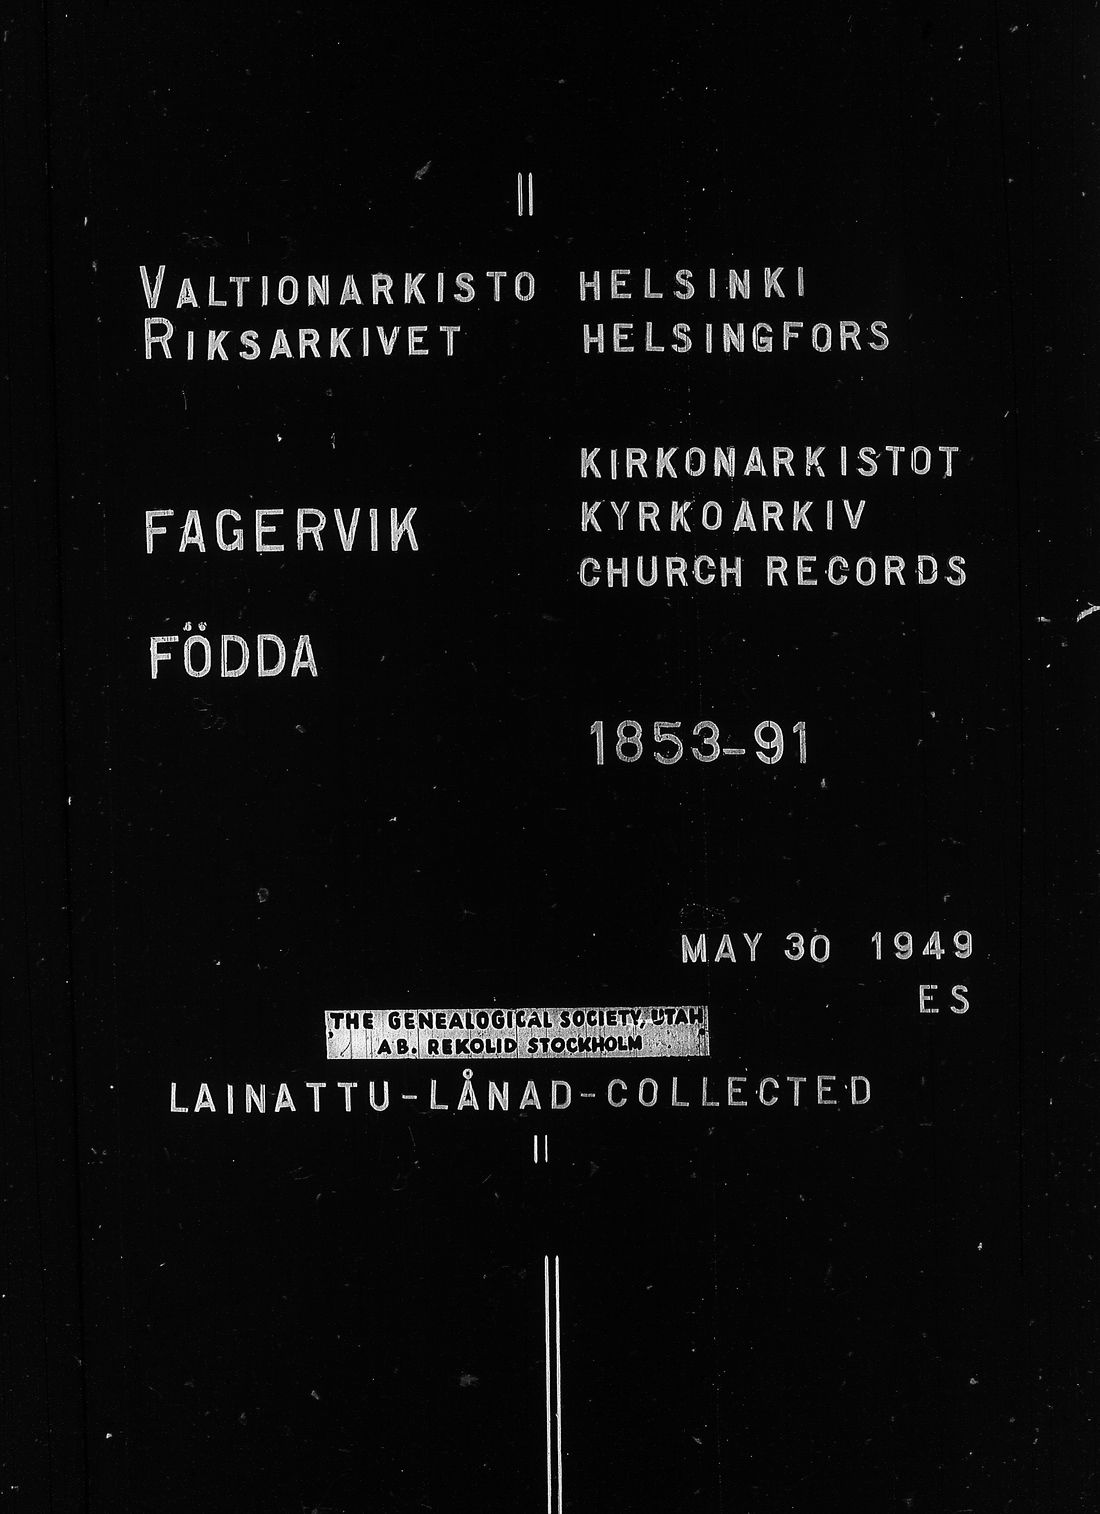 VALTIONARKISTO HELSINKI
RIKSARKIVET HELSINGFORS
KIRKONARKISTOT
KYRKOARKIV
CHURCH RECORDS
FAGERVIK
FÖDDA
1853-91
MAY 30 1949
ES
THE GENEALOGICAL SOCIETY, UTAH
AB. REKOLID STOCKHOLM
LAINATTU-LÅNAD-COLLECTED